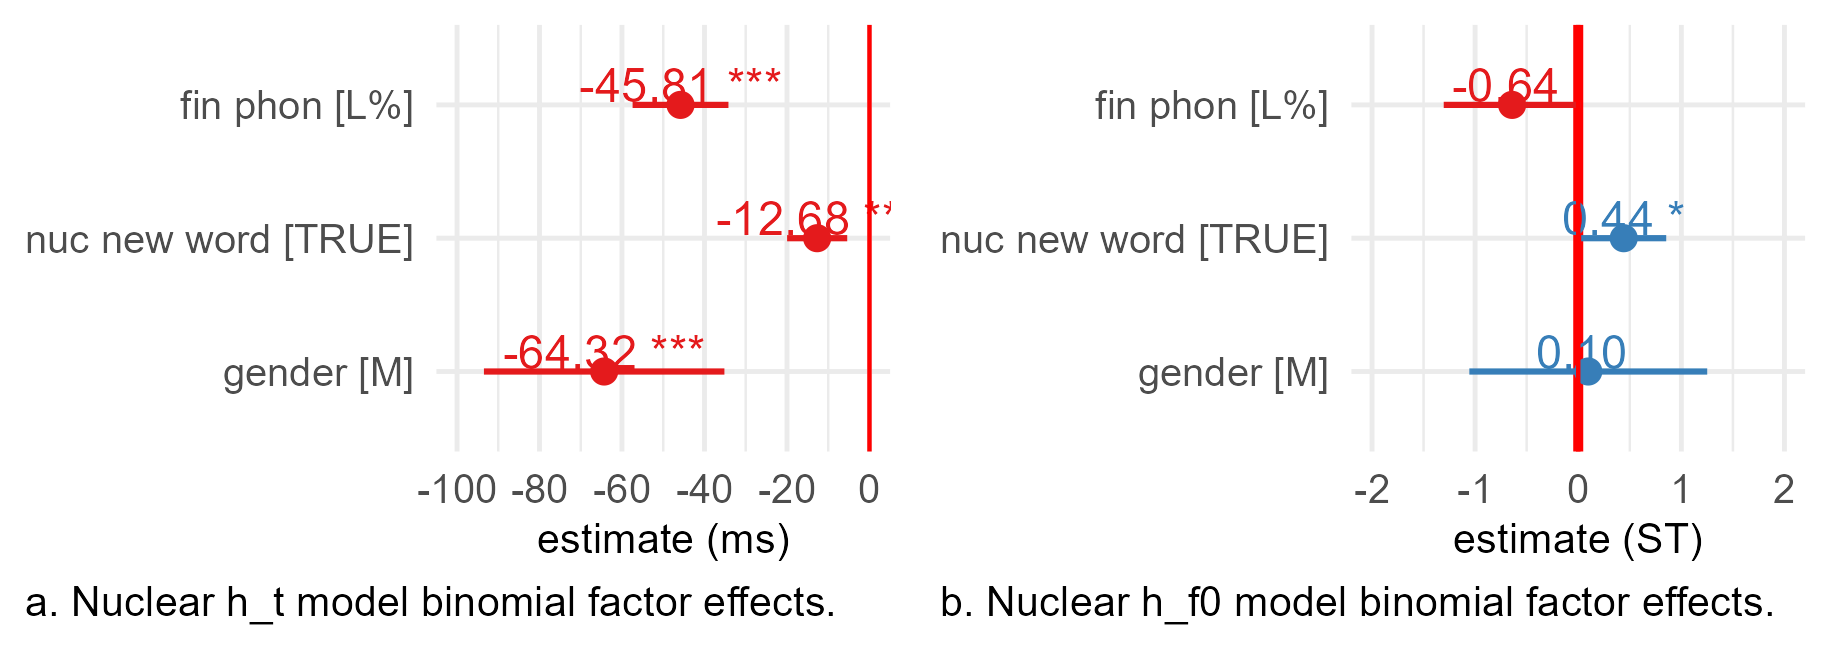 fin phon [L%]
-45.81 ***
nuc new word [TRUE]
-12.68 **
gender [M]
-64.32 ***
-100 -80 -60 -40 -20 0
estimate (ms)
a. Nuclear h_t model binomial factor effects.
fin phon [L%]
-0.64
nuc new word [TRUE]
0.44 *
gender [M]
0.10
-2 -1 0 1 2
estimate (ST)
b. Nuclear h_f0 model binomial factor effects.